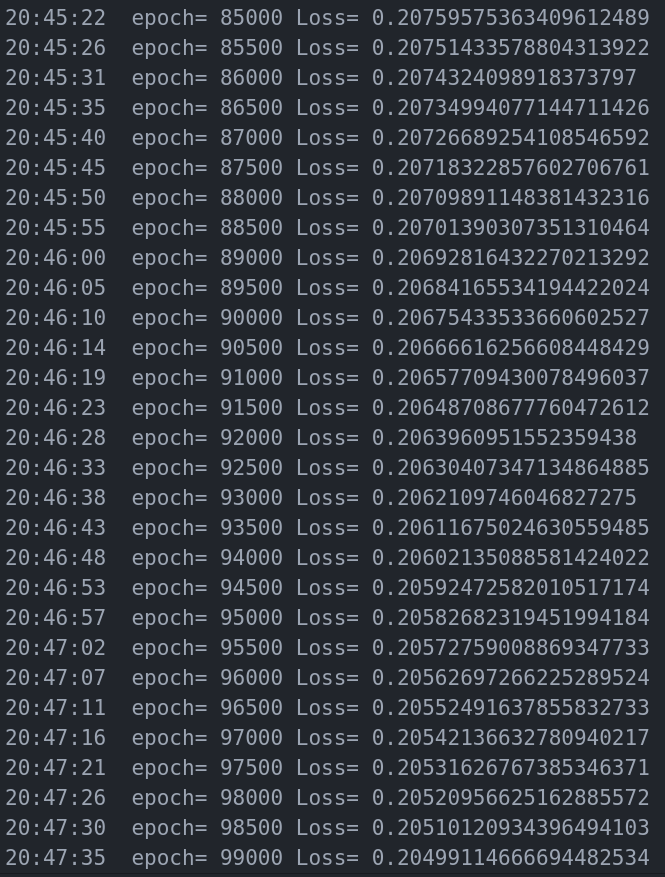 20:45:22  epoch= 85000 Loss= 0.20759575363409612489
20:45:26  epoch= 85500 Loss= 0.20751433578804313922
20:45:31  epoch= 86000 Loss= 0.2074324098918373797
20:45:35  epoch= 86500 Loss= 0.20734994077144711426
20:45:40  epoch= 87000 Loss= 0.20726689254108546592
20:45:45  epoch= 87500 Loss= 0.20718322857602706761
20:45:50  epoch= 88000 Loss= 0.20709891148381432316
20:45:55  epoch= 88500 Loss= 0.20701390307351310464
20:46:00  epoch= 89000 Loss= 0.20692816432270213292
20:46:05  epoch= 89500 Loss= 0.20684165534194422024
20:46:10  epoch= 90000 Loss= 0.20675433533660602527
20:46:14  epoch= 90500 Loss= 0.20666616256608448429
20:46:19  epoch= 91000 Loss= 0.20657709430078496037
20:46:23  epoch= 91500 Loss= 0.20648708677760472612
20:46:28  epoch= 92000 Loss= 0.2063960951552359438
20:46:33  epoch= 92500 Loss= 0.20630407347134864885
20:46:38  epoch= 93000 Loss= 0.2062109746046827275
20:46:43  epoch= 93500 Loss= 0.20611675024630559485
20:46:48  epoch= 94000 Loss= 0.20602135088581424022
20:46:53  epoch= 94500 Loss= 0.20592472582010517174
20:46:57  epoch= 95000 Loss= 0.20582682319451994184
20:47:02  epoch= 95500 Loss= 0.20572759008869347733
20:47:07  epoch= 96000 Loss= 0.20562697266225289524
20:47:11  epoch= 96500 Loss= 0.20552491637855832733
20:47:16  epoch= 97000 Loss= 0.20542136632780940217
20:47:21  epoch= 97500 Loss= 0.20531626767385346371
20:47:26  epoch= 98000 Loss= 0.20520956625162885572
20:47:30  epoch= 98500 Loss= 0.20510120934396494103
20:47:35  epoch= 99000 Loss= 0.20499114666694482534